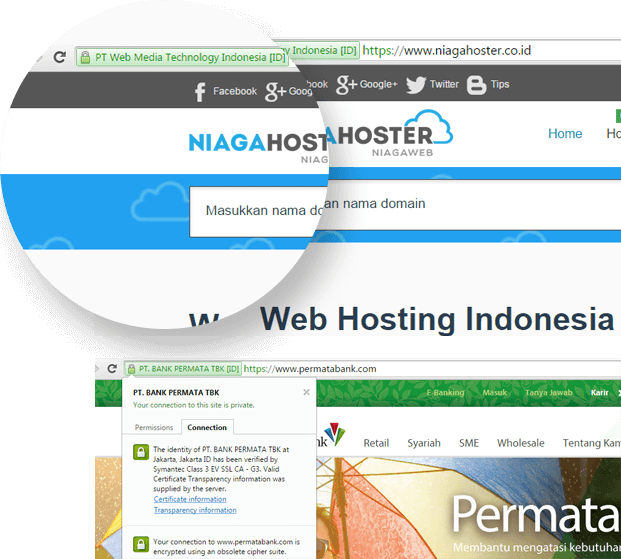 PT Web Media Technology Indonesia [ID]
Indonesia [ID] https://www.niagahoster.co.id
Facebook Goog
Google+ Twitter Tips
NIAGAHOST
AHOSTER
NIAG
NIAGAWEB
Home
Masukkan nama do
an nama domain
Web Hosting Indonesia
PT. BANK PERMATA TBK [ID] https://www.permatabank.com
PT. BANK PERMATA TBK
Your connection to this site is private.
E-Banking Masuk Tanya Jawab Karir
Permissions Connection
Retail Syariah SME Wholesale Tentang Kam
The identity of PT. BANK PERMATA TBK at
Jakarta, Jakarta ID has been verified by
Symantec Class 3 EV SSL CA - G3. Valid
Certificate Transparency information was
supplied by the server.
Certificate information
Transparency information
Your connection to www.permatabank.com is
encrypted using an obsolete cipher suite.
Permata
Membantu mengatasi kebutuhan